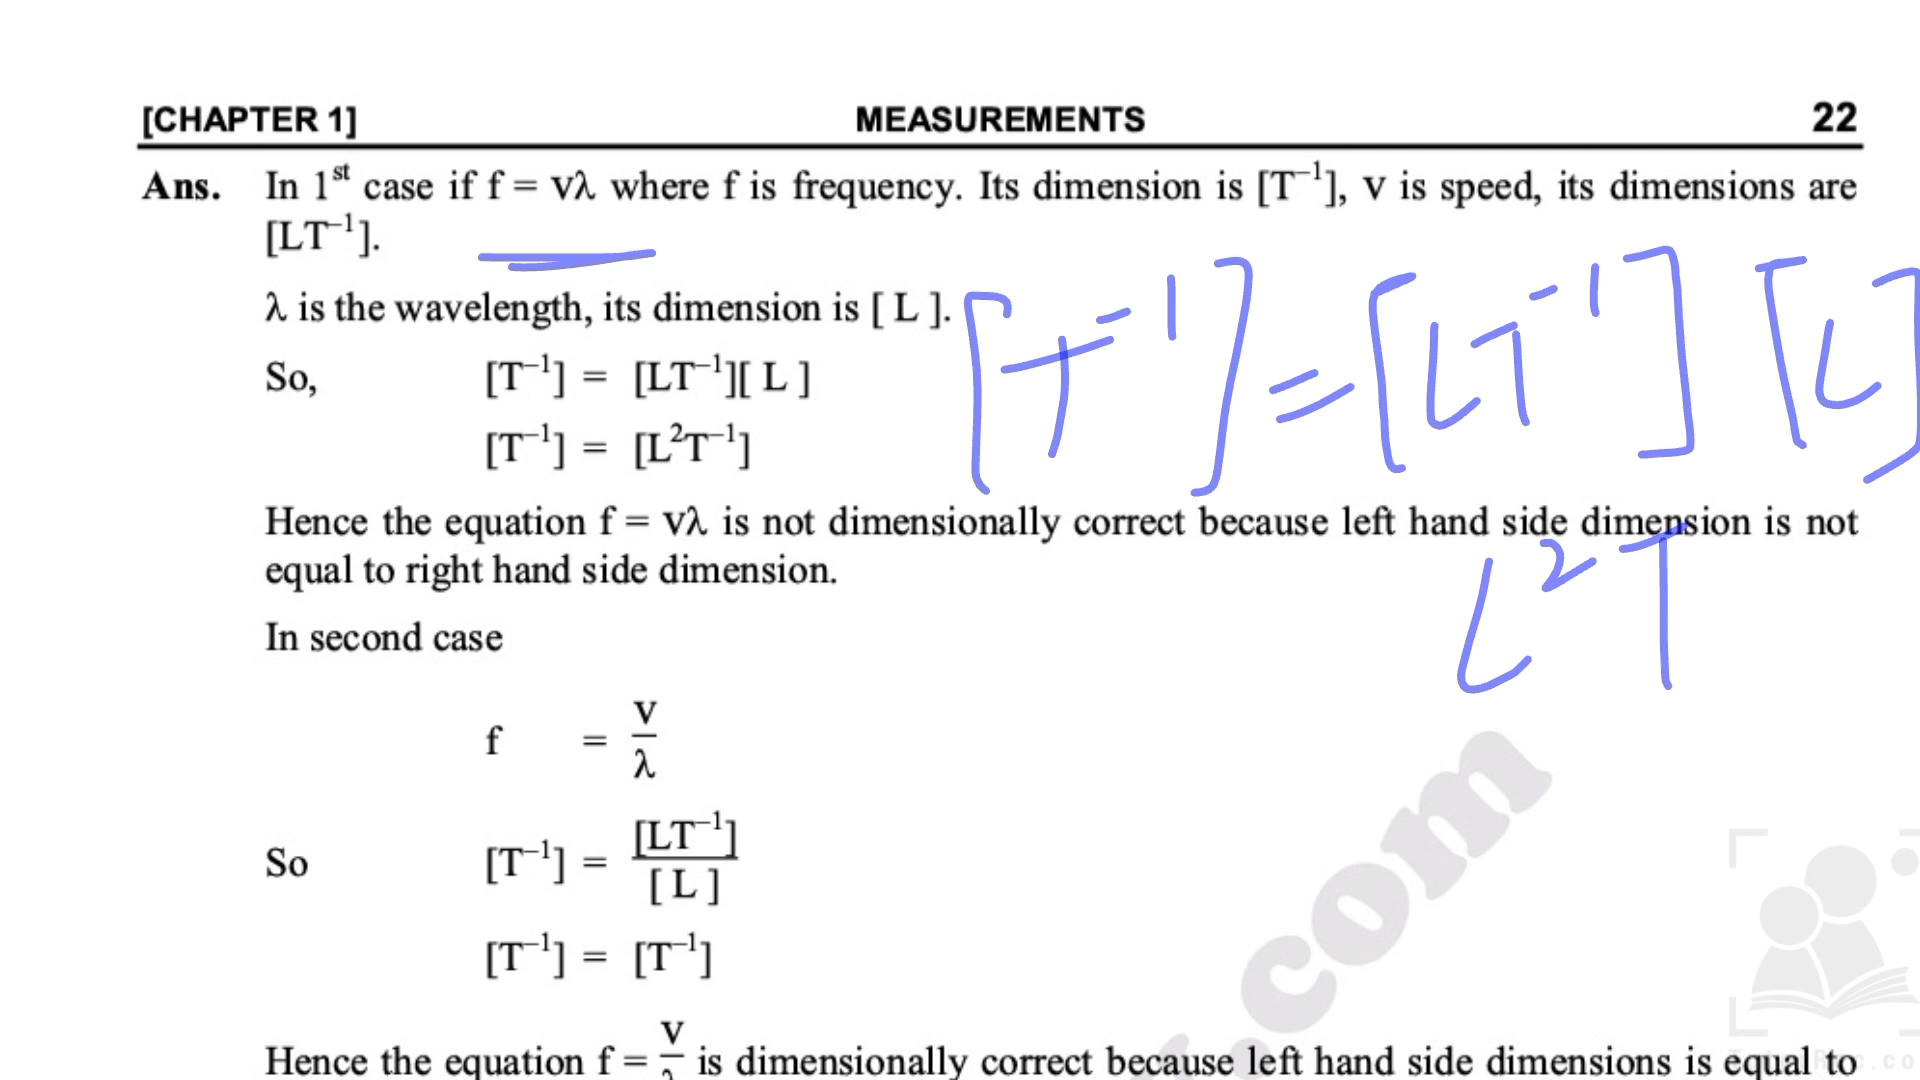 [CHAPTER 1] MEASUREMENTS 22
Ans. In 1st case if f = vλ where f is frequency. Its dimension is [T⁻¹], v is speed, its dimensions are
[LT⁻¹].
λ is the wavelength, its dimension is [ L ].
[T⁻¹] = [LT⁻¹] [L]
So, [T⁻¹] = [LT⁻¹][ L ]
[T⁻¹] = [L²T⁻¹]
Hence the equation f = vλ is not dimensionally correct because left hand side dimension is not
equal to right hand side dimension.
L²T
In second case
f = v/λ
So [T⁻¹] = [LT⁻¹]/[ L ]
[T⁻¹] = [T⁻¹]
.com
Hence the equation f = v/ is dimensionally correct because left hand side dimensions is equal to